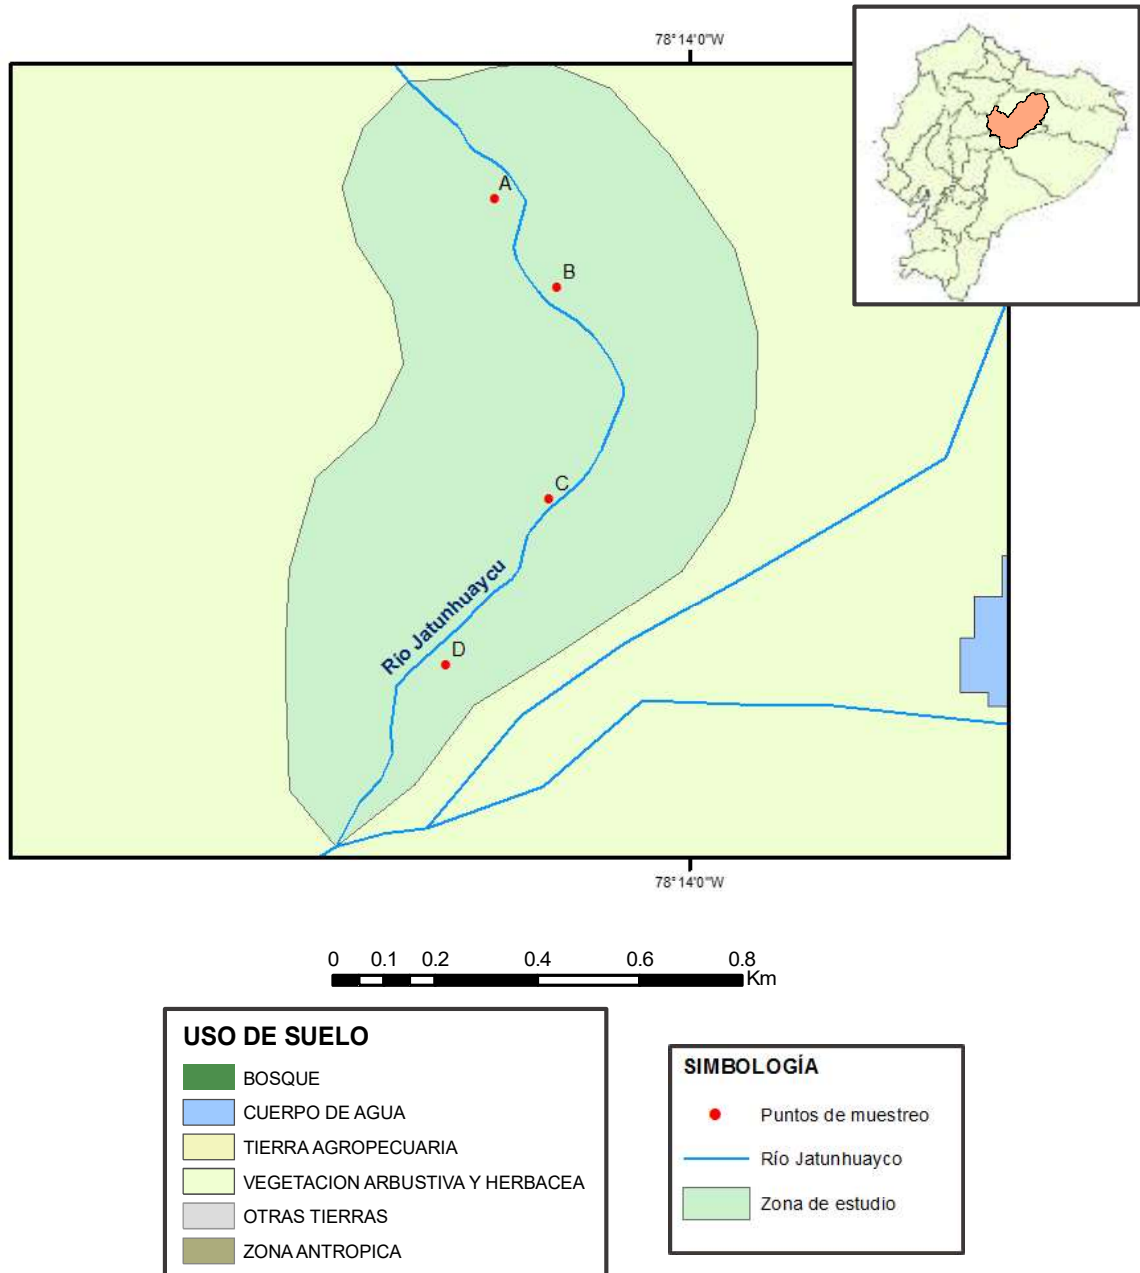 78°14'0"W
A
B
C
Río Jatunhuaycu
D
78°14'0"W
0 0.1 0.2 0.4 0.6 0.8
Km
USO DE SUELO
BOSQUE
CUERPO DE AGUA
TIERRA AGROPECUARIA
VEGETACION ARBUSTIVA Y HERBACEA
OTRAS TIERRAS
ZONA ANTROPICA
SIMBOLOGÍA
Puntos de muestreo
Río Jatunhuayco
Zona de estudio